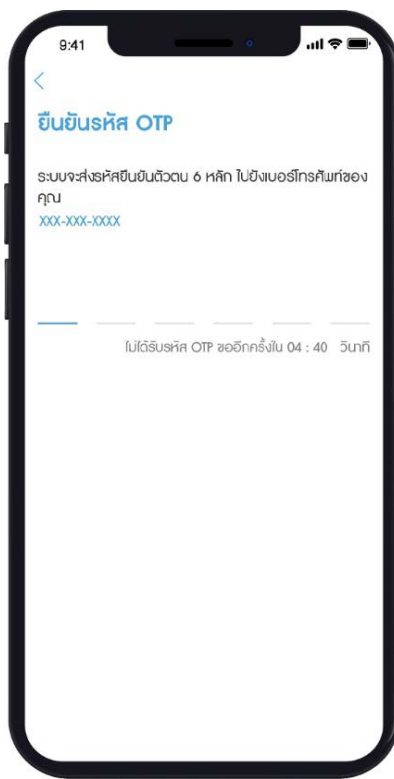 9:41
ยืนยันรหัส OTP
ระบบจะส่งรหัสยืนยันตัวตน 6 หลัก ไปยังเบอร์โทรศัพท์ของ
คุณ
XXX-XXX-XXXX
ไม่ได้รับรหัส OTP ขออีกครั้งใน 04 : 40 วินาที